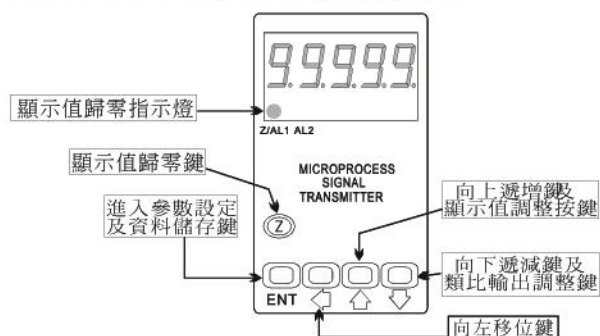 9.9.9.9.9.
顯示值歸零指示燈
Z/AL1 AL2
顯示值歸零鍵
MICROPROCESS
SIGNAL
TRANSMITTER
Z
進入參數設定
及資料儲存鍵
向上遞增鍵及
顯示值調整按鍵
向下遞減鍵及
類比輸出調整鍵
ENT
向左移位鍵